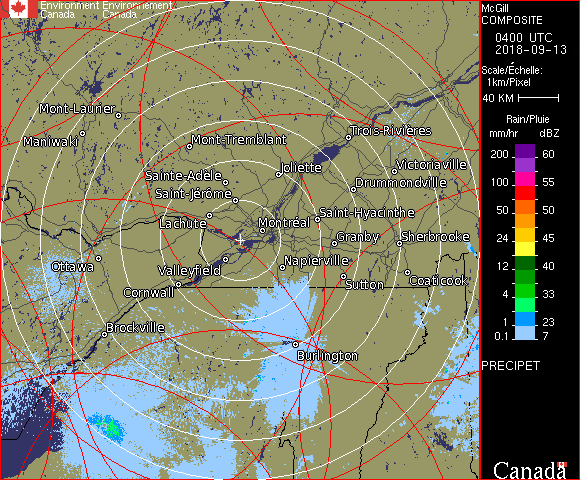 Environment Environnement
Canada Canada
McGill
COMPOSITE
0400 UTC
2018-09-13
Scale/Échelle:
1km/Pixel
40 KM
Rain/Pluie
mm/hr dBZ
200 60
100 55
50 50
24 45
12 40
4 33
1 23
0.1 7
PRECIPET
Canada
Mont-Laurier
Maniwaki
Mont-Tremblant
Trois-Rivières
Joliette
Victoriaville
Sainte-Adèle
Drummondville
Saint-Jérôme
Saint-Hyacinthe
Lachute
Montréal
Granby
Sherbrooke
Ottawa
Valleyfield
Napierville
Cornwall
Sutton
Coaticook
Brockville
Burlington